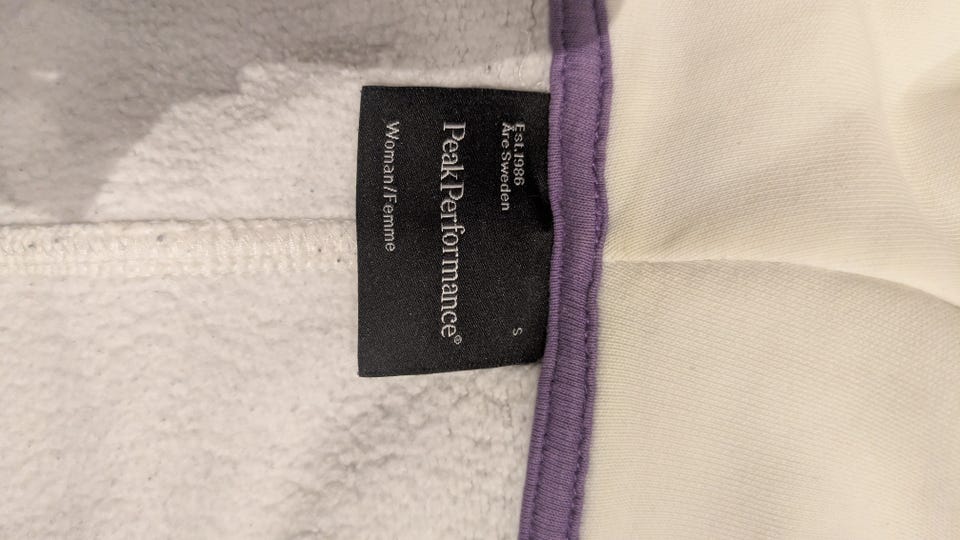 Est.1986
Åre Sweden
S
PeakPerformance®
Woman/Femme